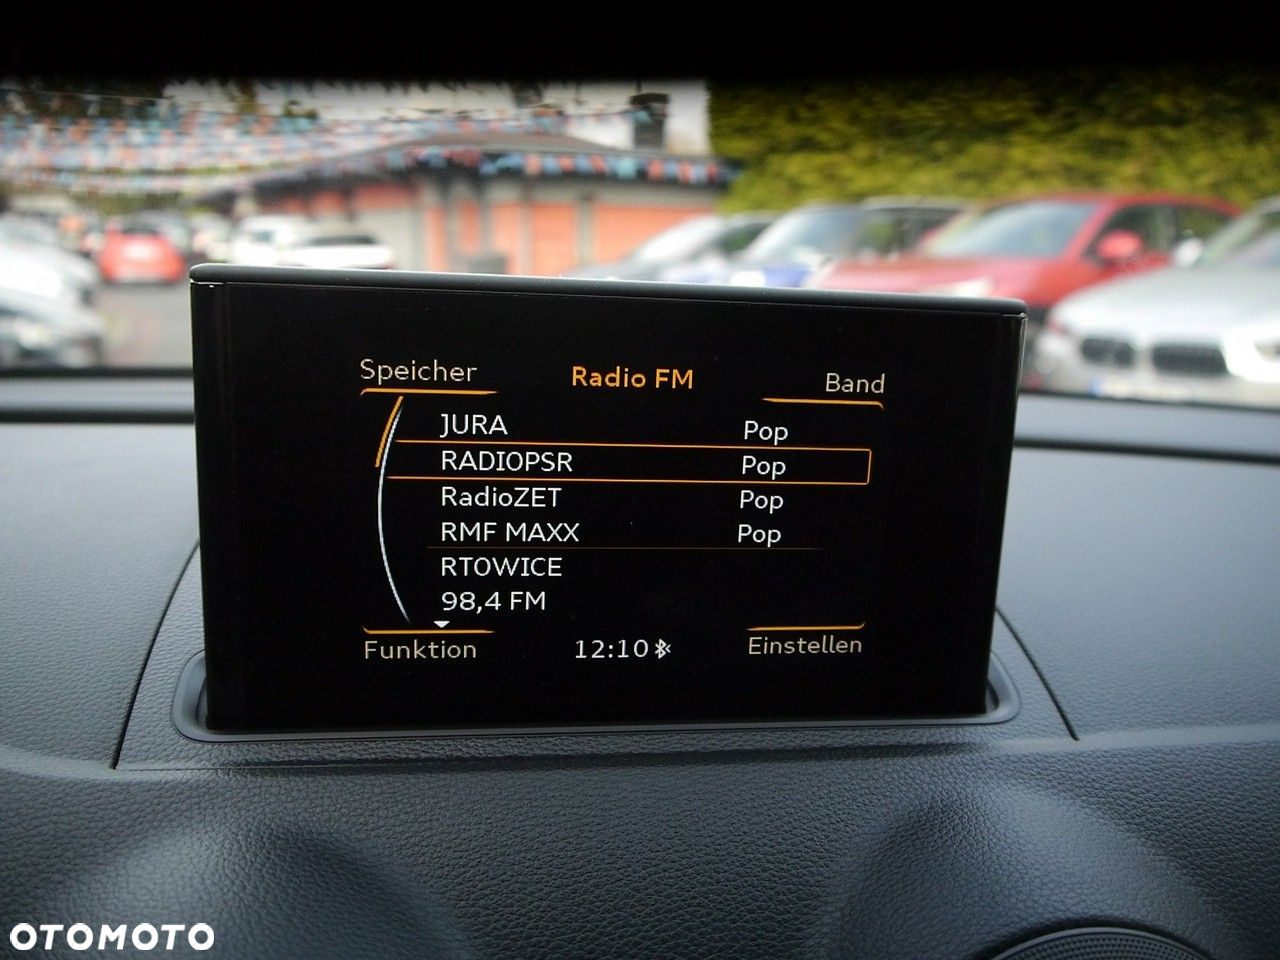 Speicher Radio FM Band
JURA Pop
RADIOPSR Pop
RadioZET Pop
RMF MAXX Pop
RTOWICE
98,4 FM
Funktion 12:10 Einstellen
OTOMOTO